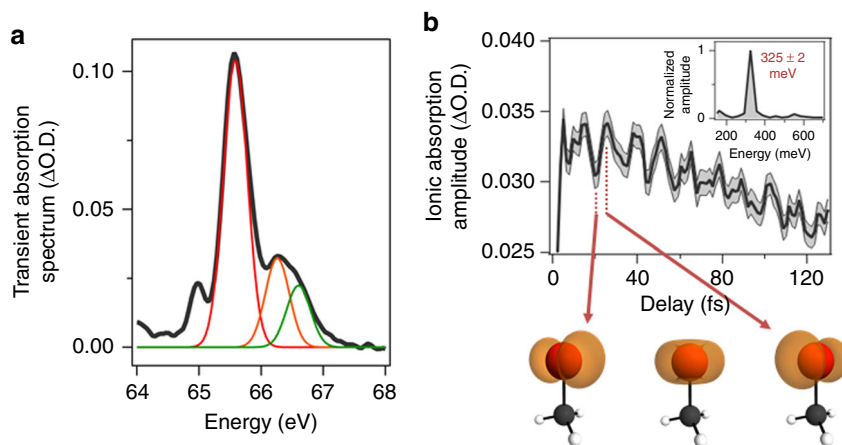 a
Transient absorption
spectrum (ΔO.D.)
0.10
0.05
0.00
64 65 66 67 68
Energy (eV)
b
Ionic absorption
amplitude (ΔO.D.)
0.040
0.035
0.030
0.025
0 40 80 120
Delay (fs)
Normalized
amplitude
1
0
325 ± 2
meV
200 400 600
Energy (meV)